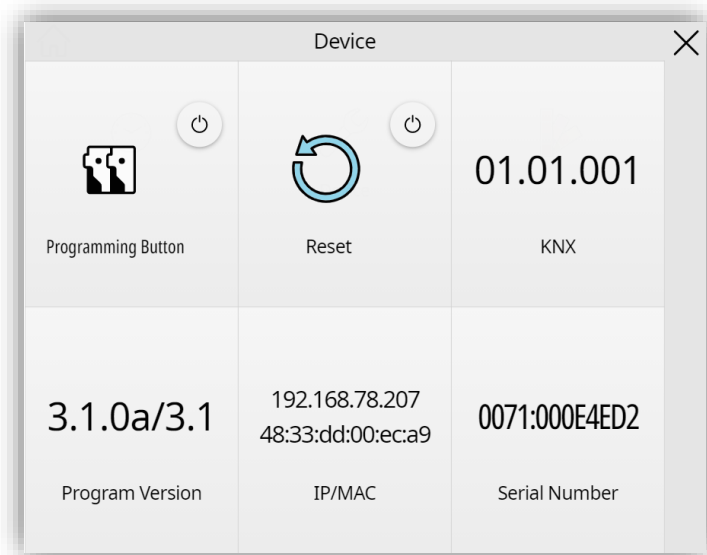 Device
Programming Button
Reset
01.01.001
KNX
3.1.0a/3.1
Program Version
192.168.78.207
48:33:dd:00:ec:a9
IP/MAC
0071:000E4ED2
Serial Number